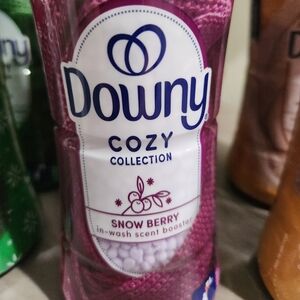 Downy
COZY
COLLECTION
SNOW BERRY
in-wash scent booster